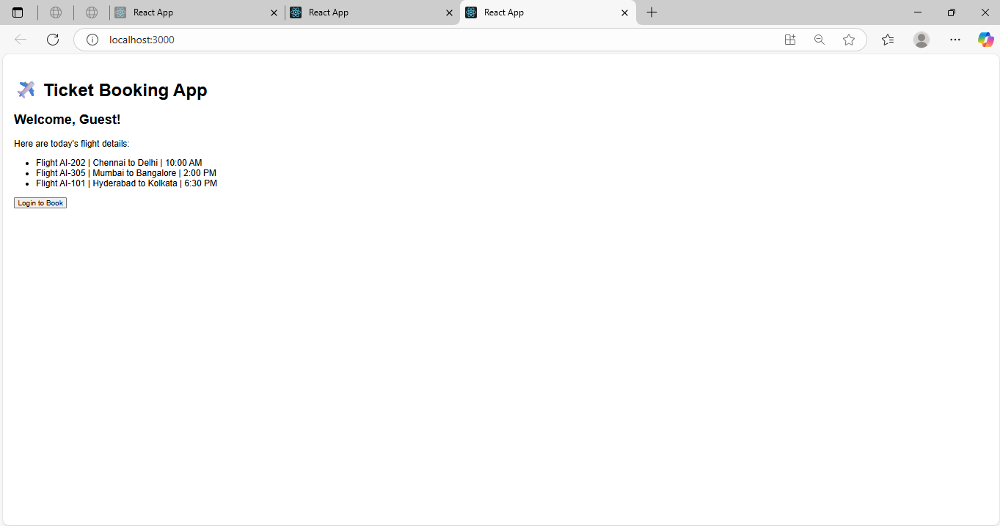 React App
React App
React App
localhost:3000
Ticket Booking App
Welcome, Guest!
Here are today's flight details:
Flight AI-202 | Chennai to Delhi | 10:00 AM
Flight AI-305 | Mumbai to Bangalore | 2:00 PM
Flight AI-101 | Hyderabad to Kolkata | 6:30 PM
Login to Book